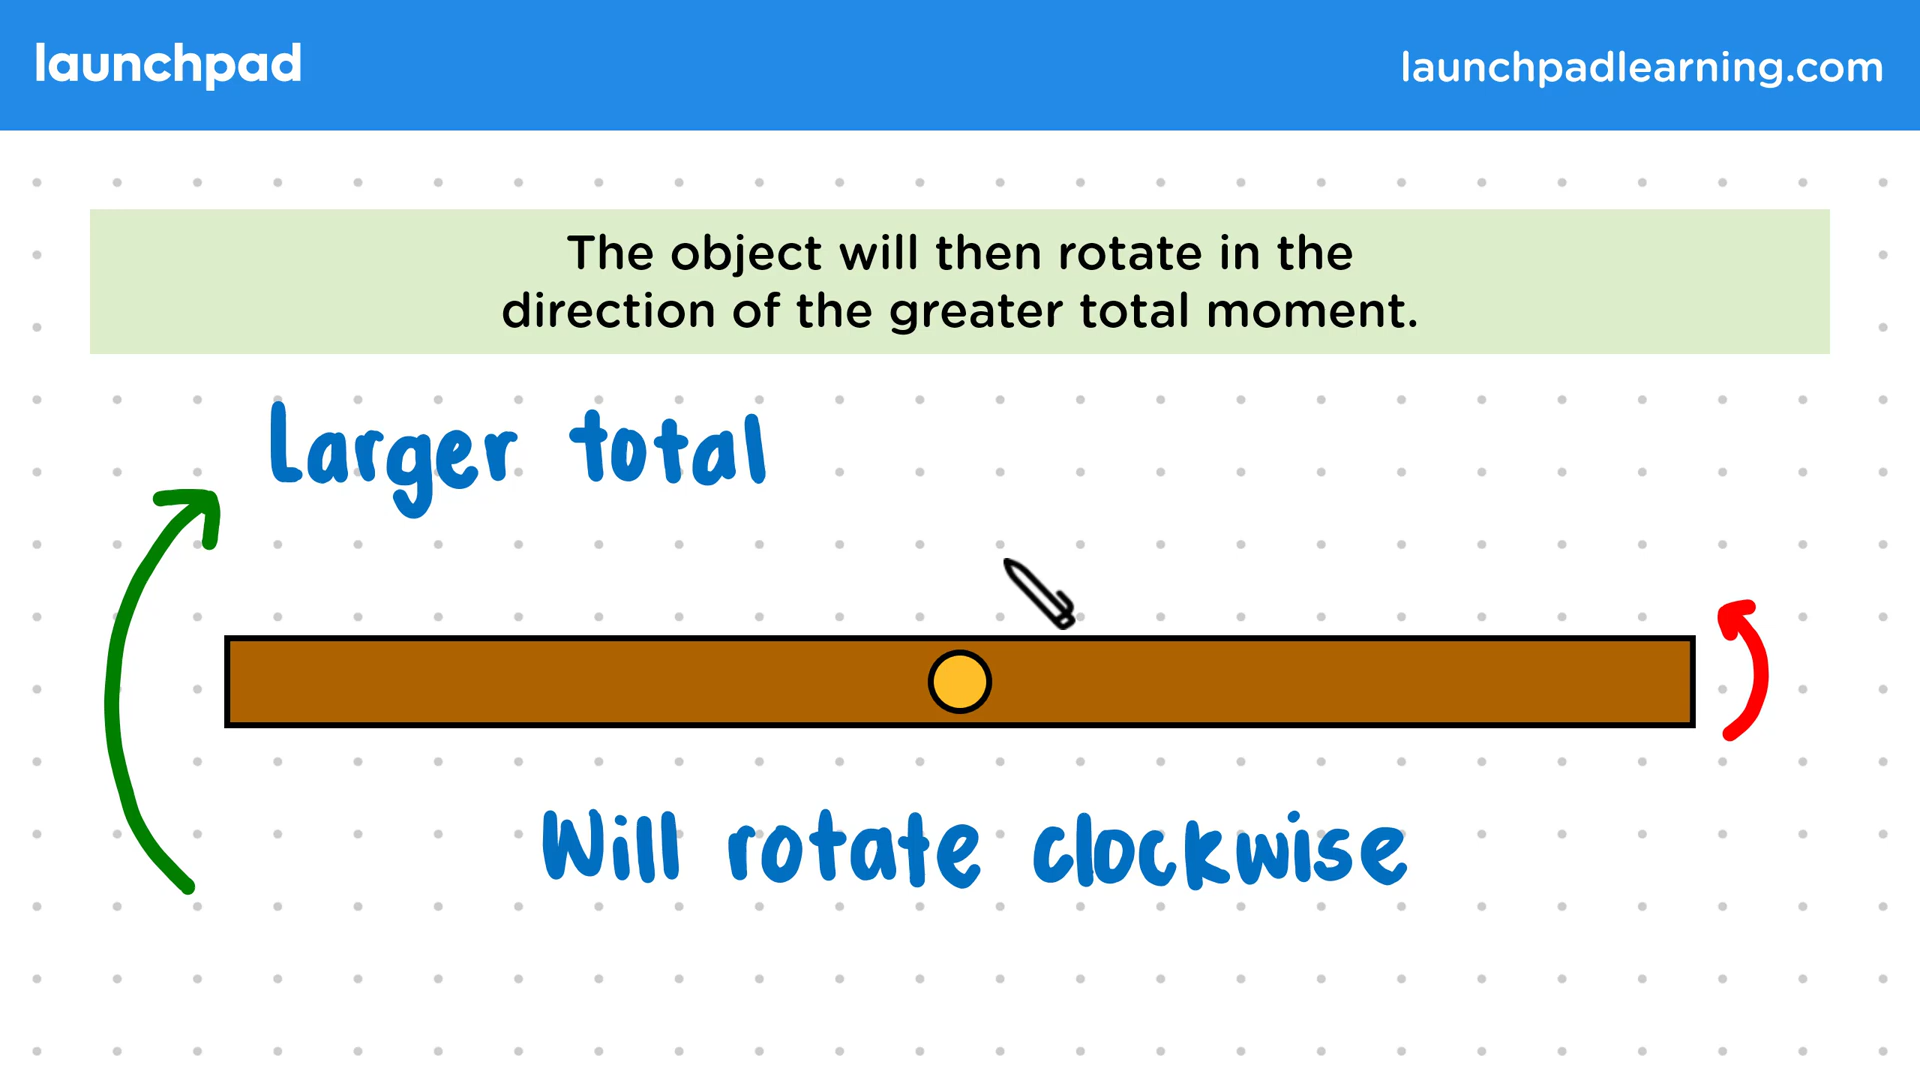 launchpad
launchpadlearning.com
The object will then rotate in the
direction of the greater total moment.
Larger total
Will rotate clockwise